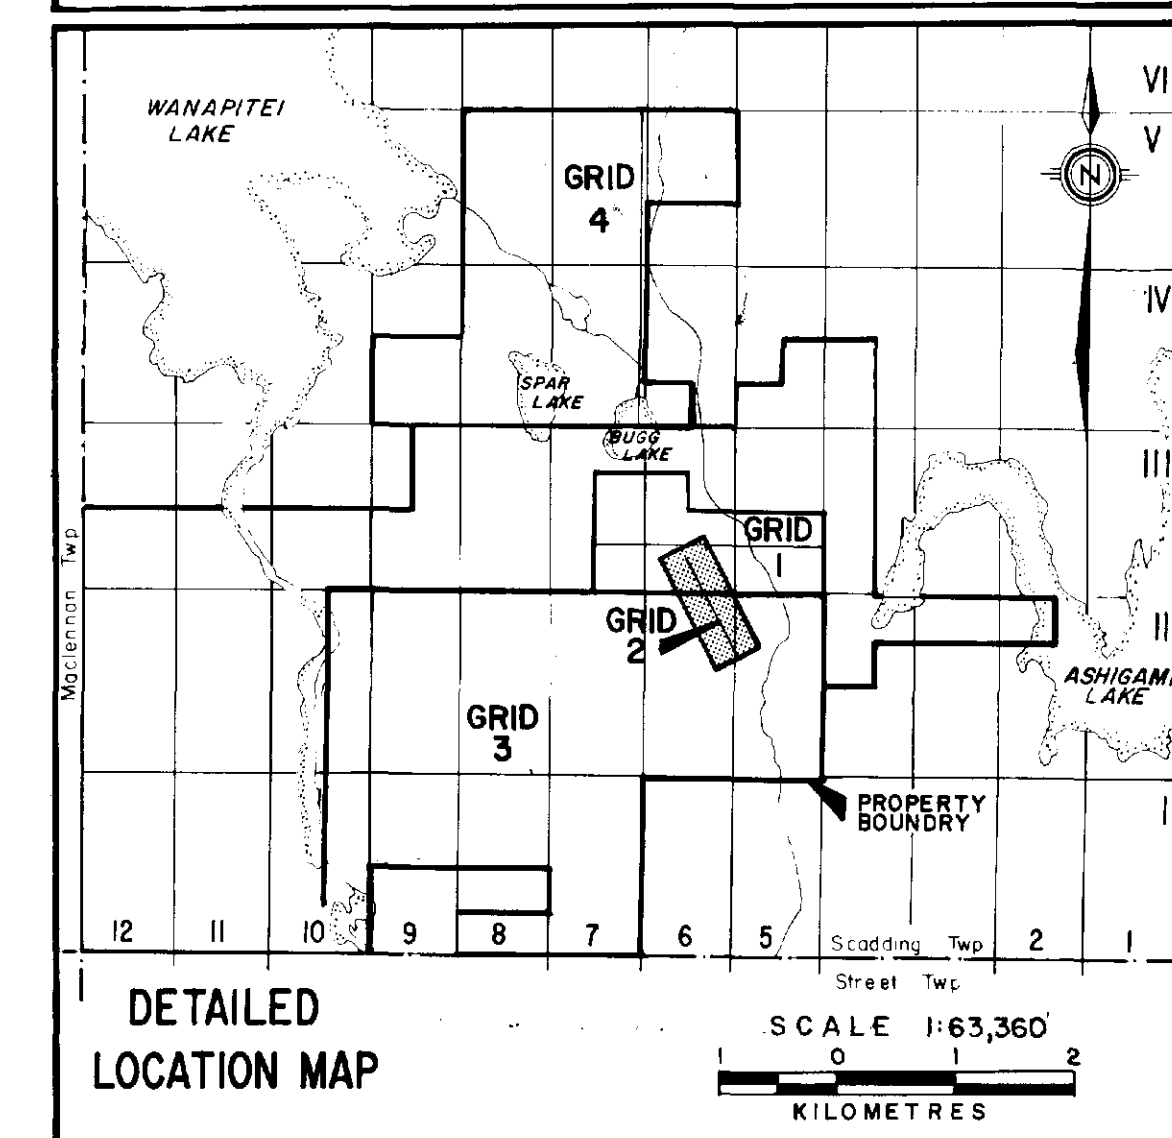 WANAPITEI
LAKE
VI
V
N
GRID
4
IV
SPAR
LAKE
BUGG
LAKE
III
GRID
1
Maclennan Twp
GRID
2
II
ASHIGAMI
LAKE
GRID
3
PROPERTY
BOUNDRY
I
12 11 10 9 8 7 6 5 2 1
Scadding Twp
Street Twp
DETAILED
LOCATION MAP
SCALE 1:63,360'
1 0 1 2
KILOMETRES